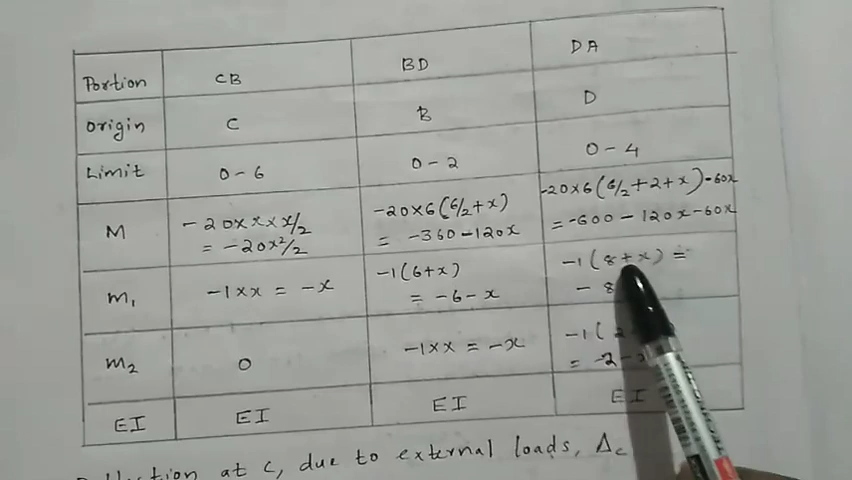 Portion CB BD DA
Origin C B D
Limit 0-6 0-2 0-4
M -20×x×x/2 -20×6(6/2+x) -20×6(6/2+2+x)-60x
= -20x²/2 = -360-120x = -600-120x-60x
m₁ -1×x = -x -1(6+x) -1(8+x) =
= -6-x -8
m₂ 0 -1×x = -x -1(2
= -2-x
EI EI EI EI
at C, due to external loads, Δc